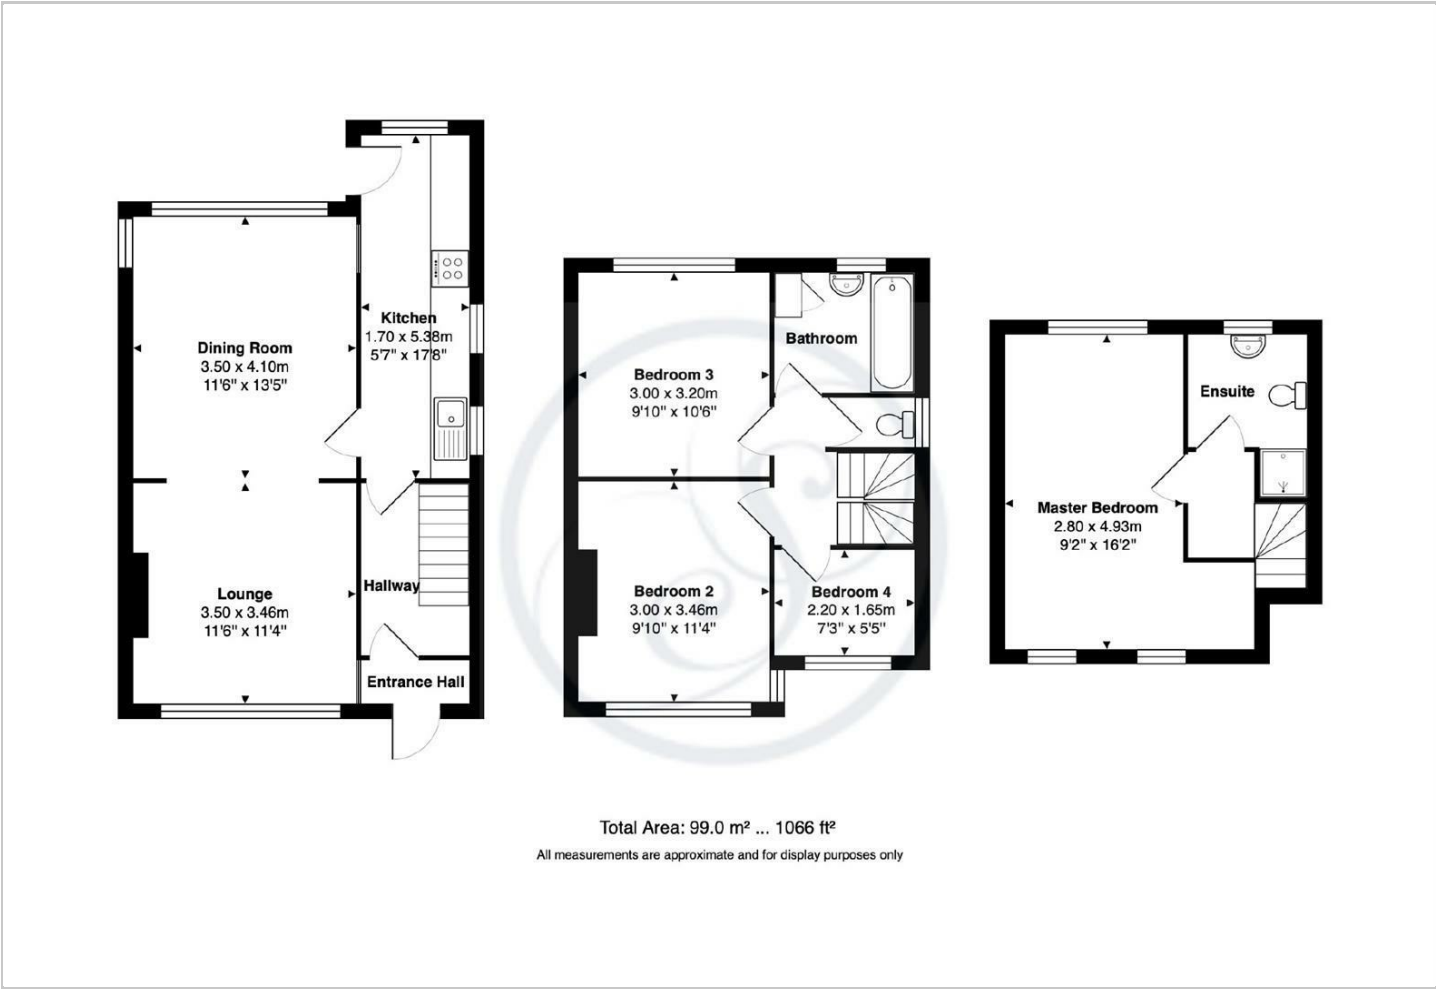 Kitchen
1.70 x 5.38m
5'7" x 17'8"
Dining Room
3.50 x 4.10m
11'6" x 13'5"
Lounge
3.50 x 3.46m
11'6" x 11'4"
Hallway
Entrance Hall
Bedroom 3
3.00 x 3.20m
9'10" x 10'6"
Bathroom
Bedroom 2
3.00 x 3.46m
9'10" x 11'4"
Bedroom 4
2.20 x 1.65m
7'3" x 5'5"
Ensuite
Master Bedroom
2.80 x 4.93m
9'2" x 16'2"
Total Area: 99.0 m² ... 1066 ft²
All measurements are approximate and for display purposes only